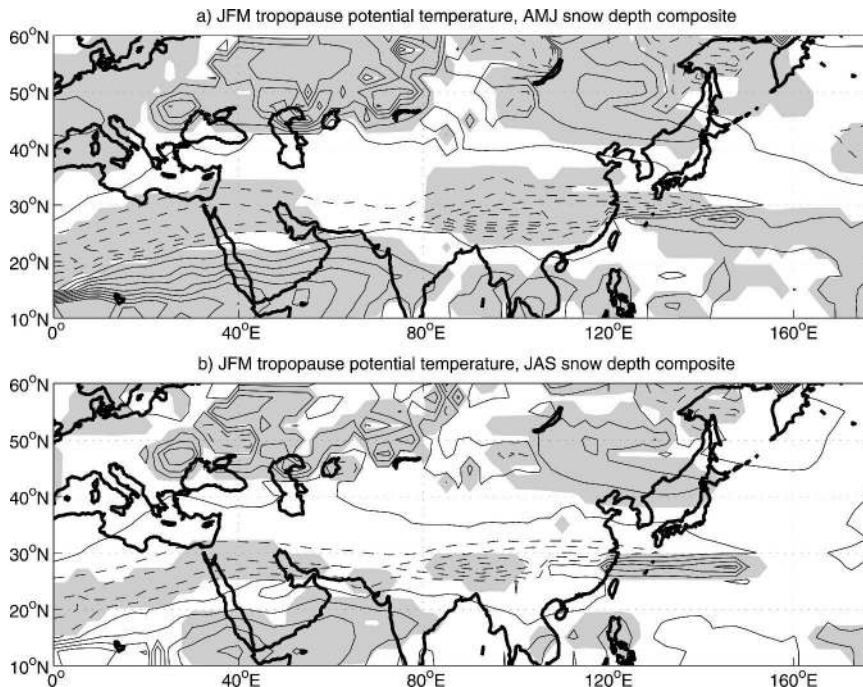 a) JFM tropopause potential temperature, AMJ snow depth composite
60°N
50°N
40°N
30°N
20°N
10°N
0° 40°E 80°E 120°E 160°E
b) JFM tropopause potential temperature, JAS snow depth composite
60°N
50°N
40°N
30°N
20°N
10°N
0° 40°E 80°E 120°E 160°E